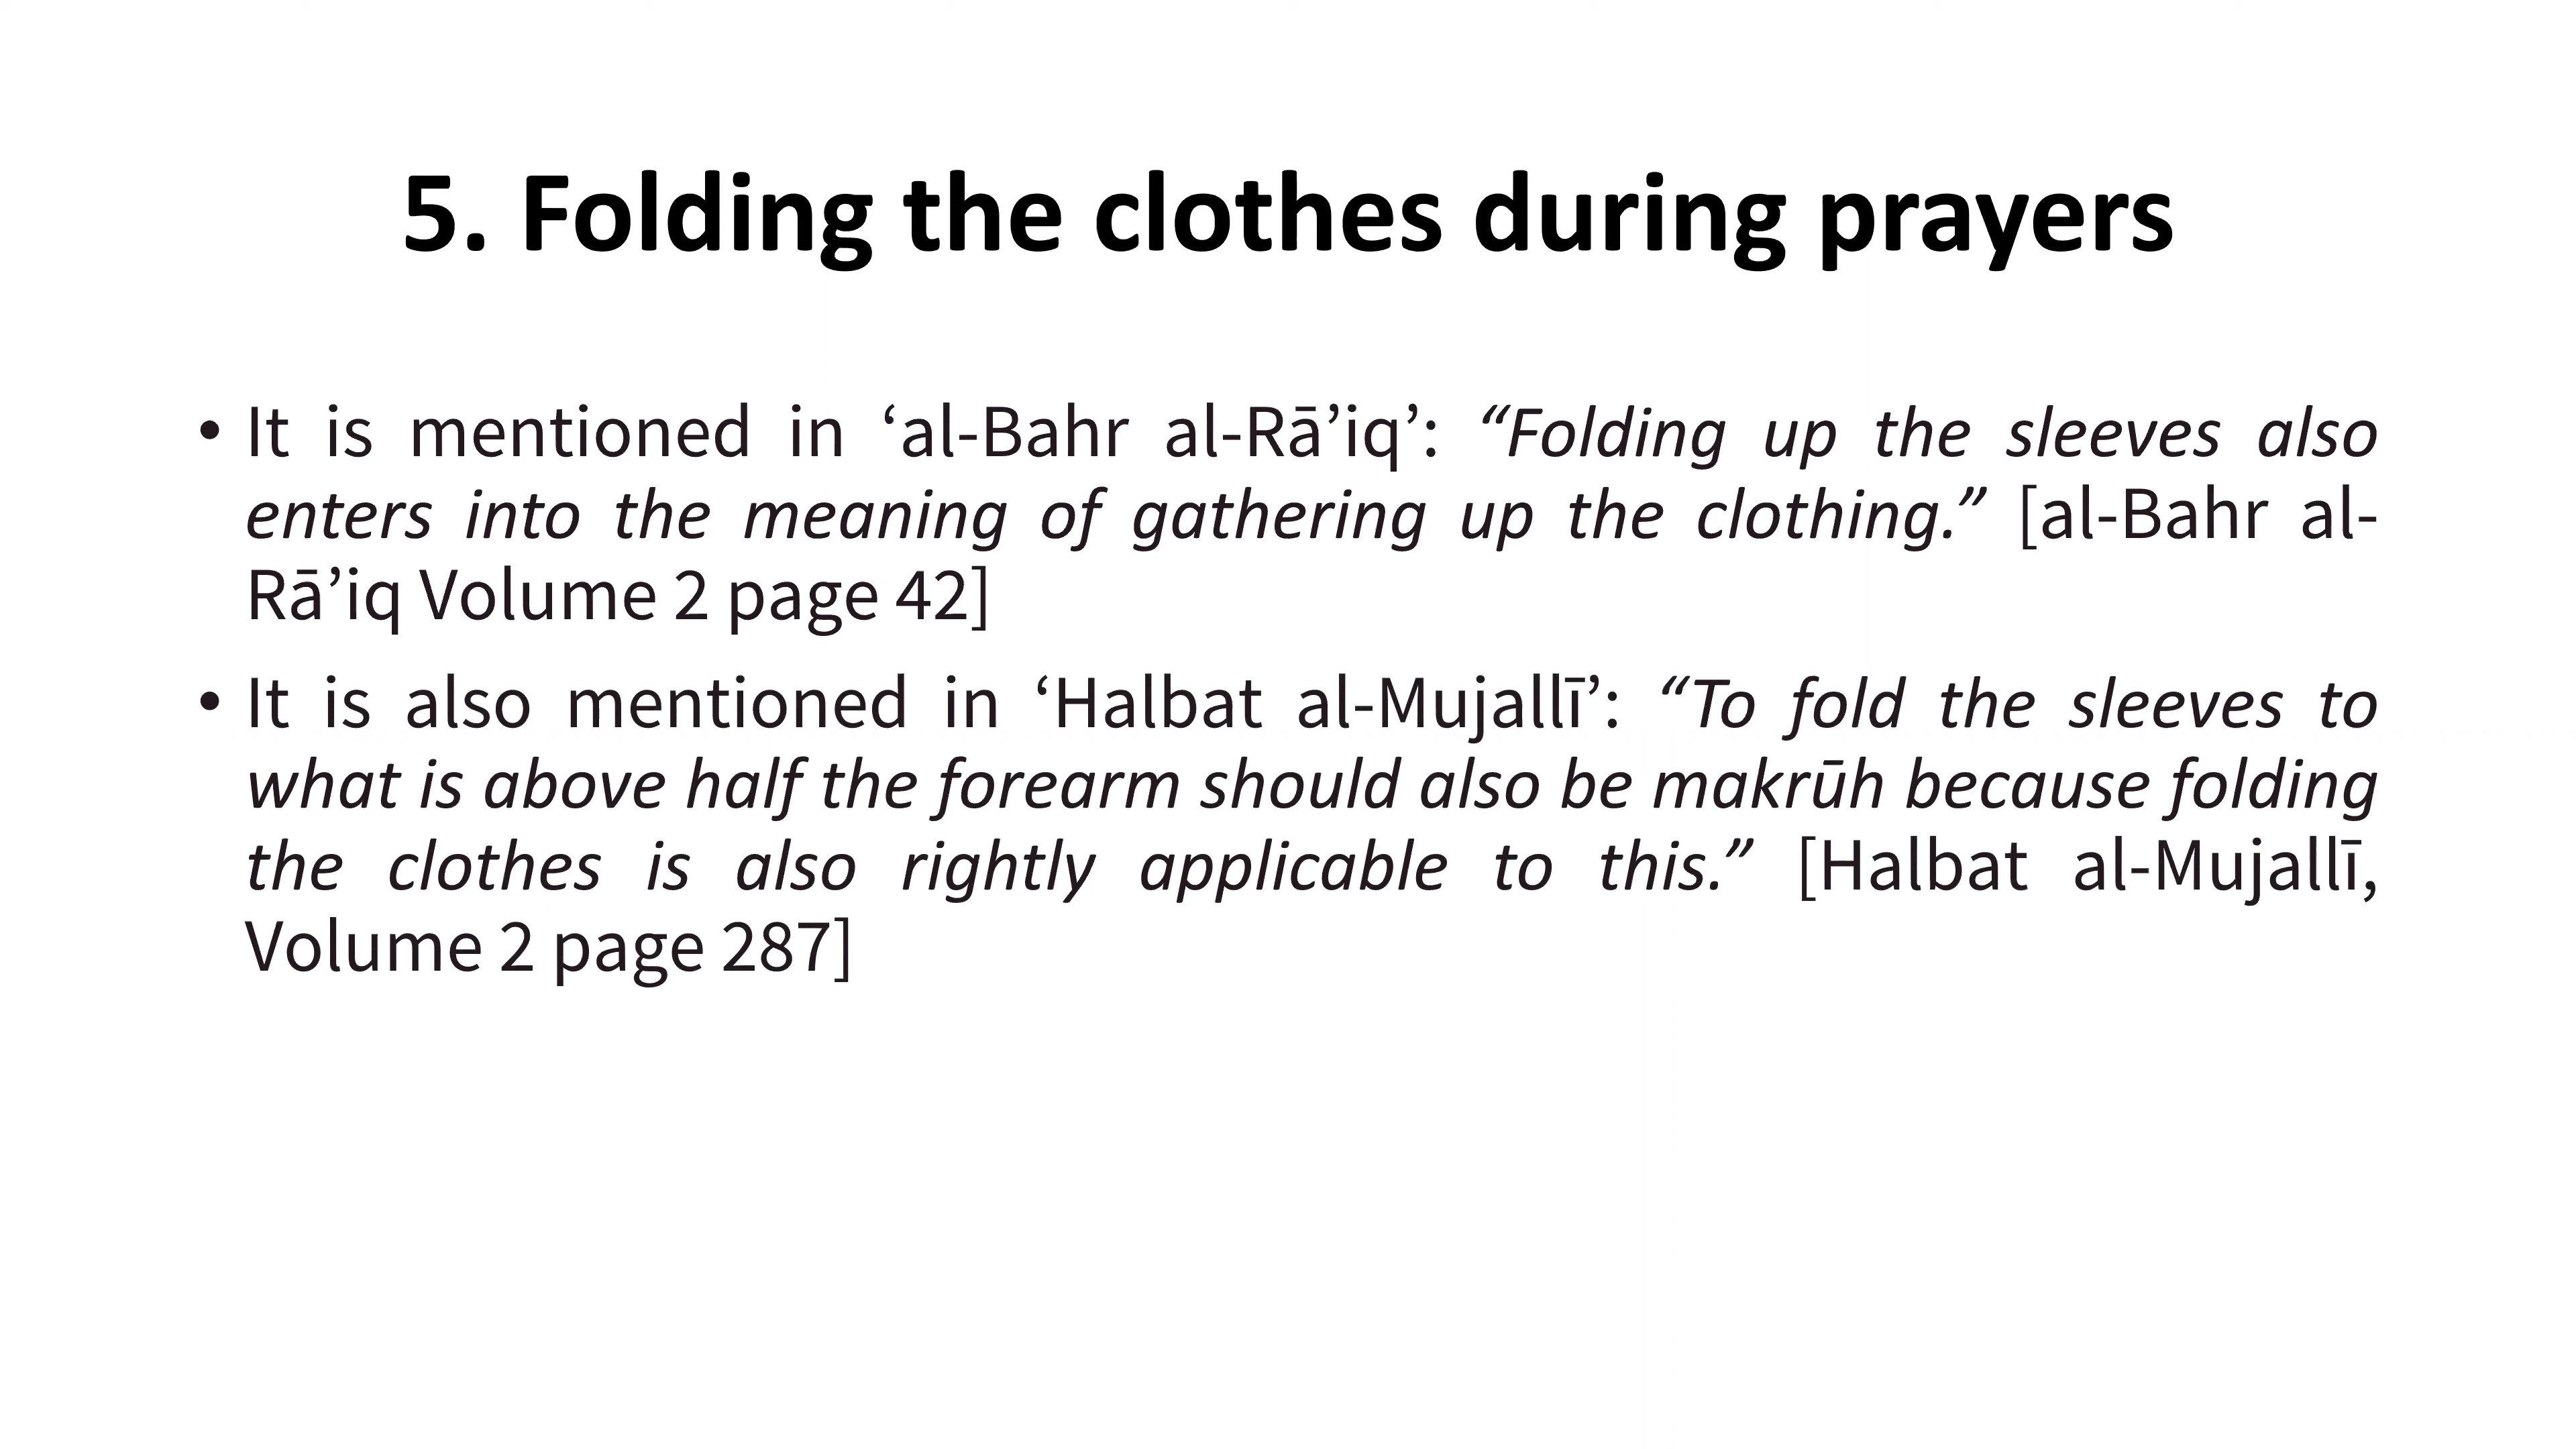 5. Folding the clothes during prayers
• It is mentioned in ‘al-Bahr al-Rā’iq’: “Folding up the sleeves also
enters into the meaning of gathering up the clothing.” [al-Bahr al-
Rā’iq Volume 2 page 42]
• It is also mentioned in ‘Halbat al-Mujallī’: “To fold the sleeves to
what is above half the forearm should also be makrūh because folding
the clothes is also rightly applicable to this.” [Halbat al-Mujallī,
Volume 2 page 287]